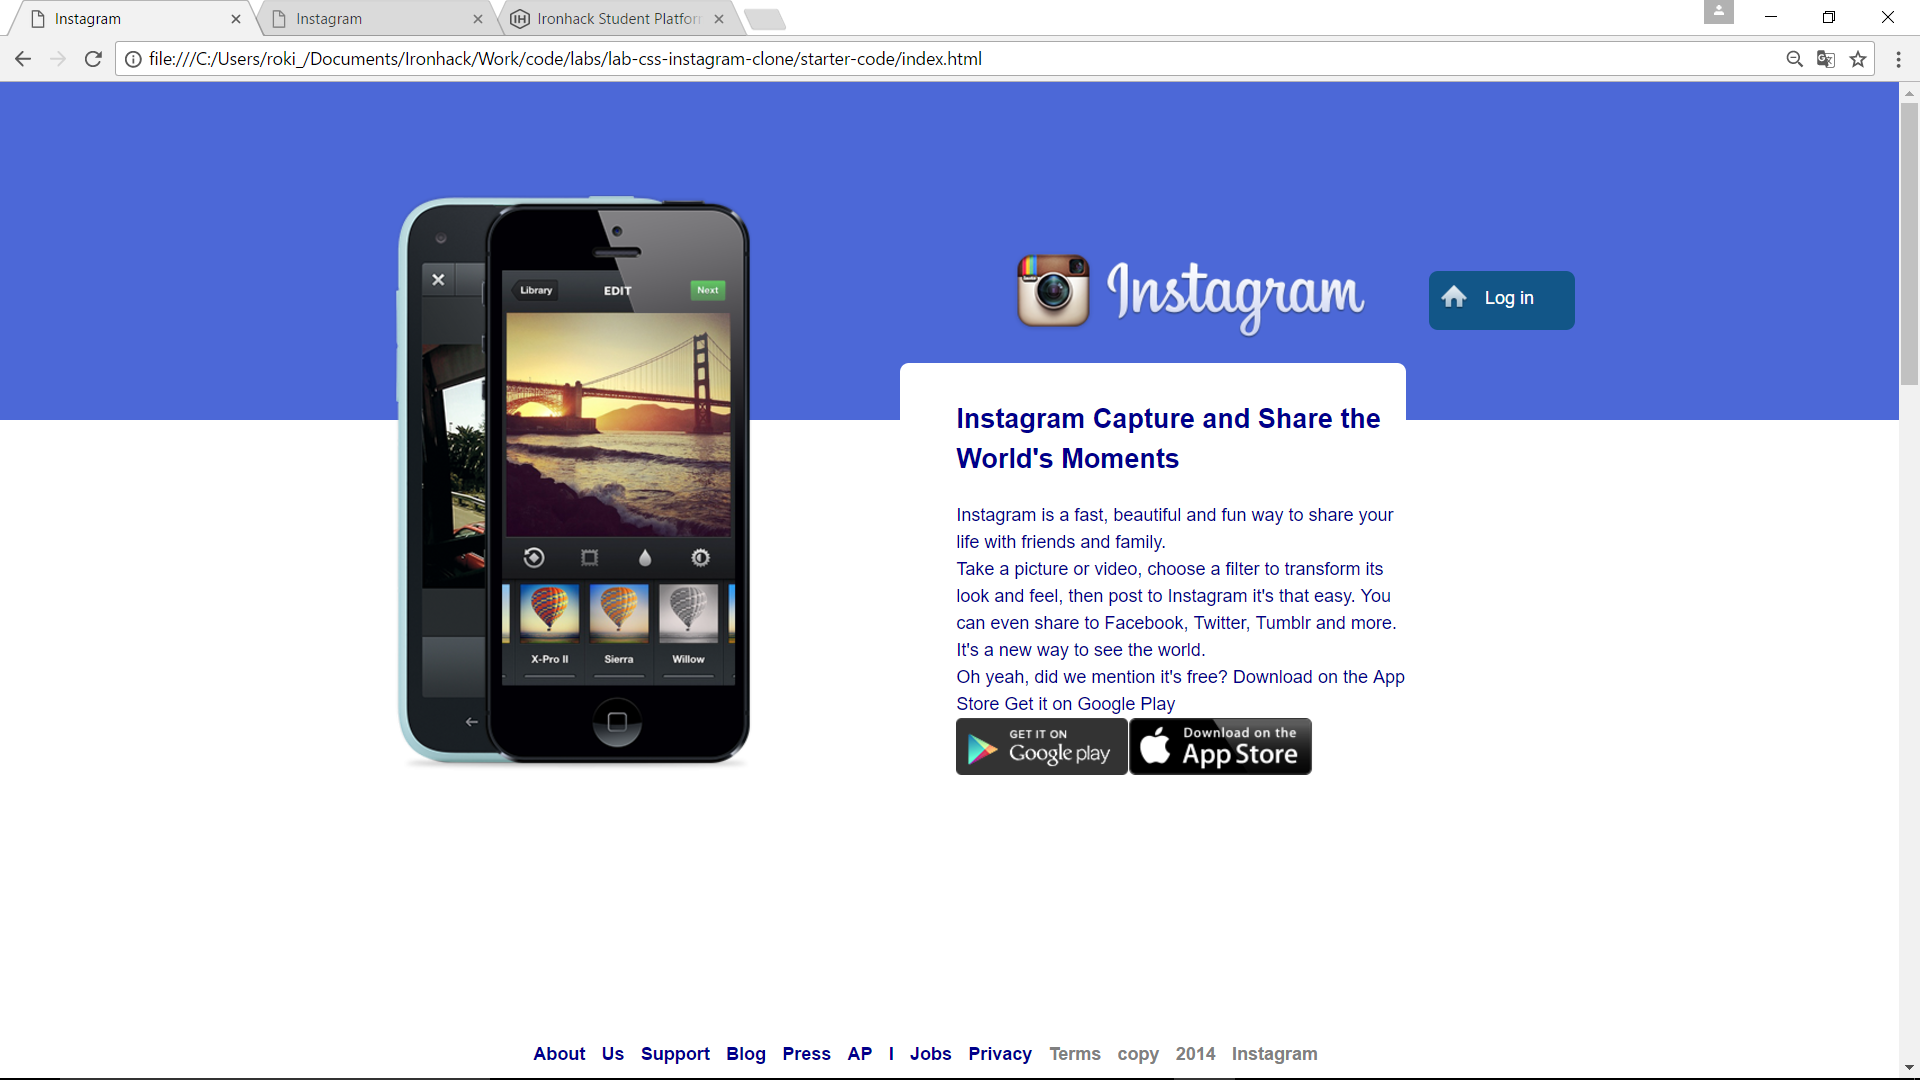 Instagram
Instagram
Ironhack Student Platfor
file:///C:/Users/roki_/Documents/Ironhack/Work/code/labs/lab-css-instagram-clone/starter-code/index.html
Library
EDIT
Next
X-Pro II
Sierra
Willow
Instagram
Log in
Instagram Capture and Share the
World's Moments
Instagram is a fast, beautiful and fun way to share your
life with friends and family.
Take a picture or video, choose a filter to transform its
look and feel, then post to Instagram it's that easy. You
can even share to Facebook, Twitter, Tumblr and more.
It's a new way to see the world.
Oh yeah, did we mention it's free? Download on the App
Store Get it on Google Play
GET IT ON
Google play
Download on the
App Store
About Us Support Blog Press AP I Jobs Privacy Terms copy 2014 Instagram